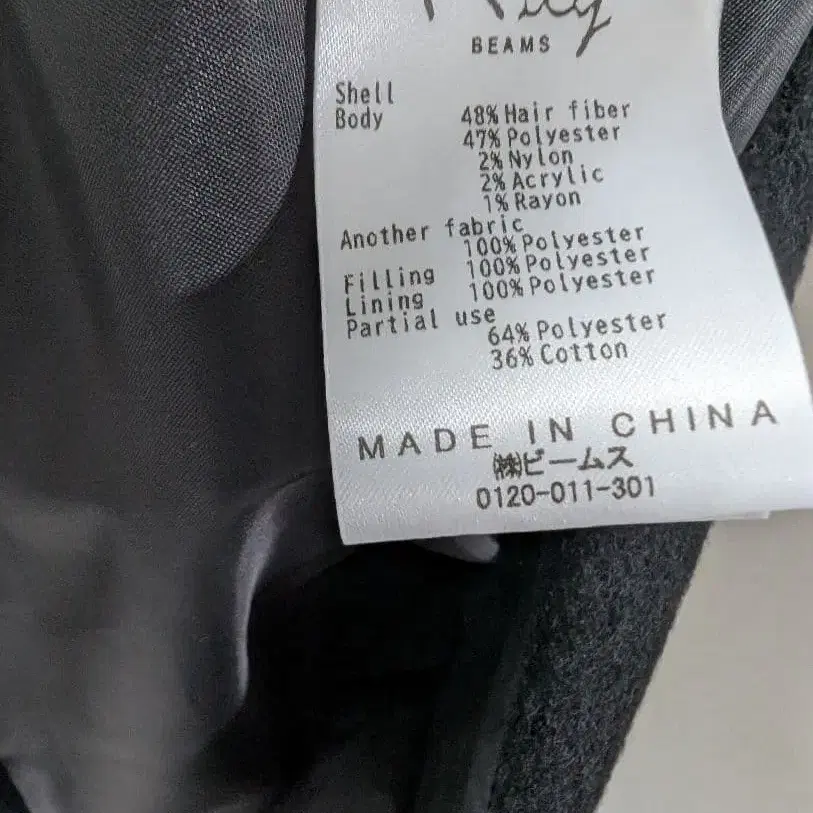 BEAMS
Shell
Body 48% Hair fiber
47% Polyester
2% Nylon
2% Acrylic
1% Rayon
Another fabric
100% Polyester
Filling 100% Polyester
Lining 100% Polyester
Partial use
64% Polyester
36% Cotton
MADE IN CHINA
㈱ビームス
0120-011-301